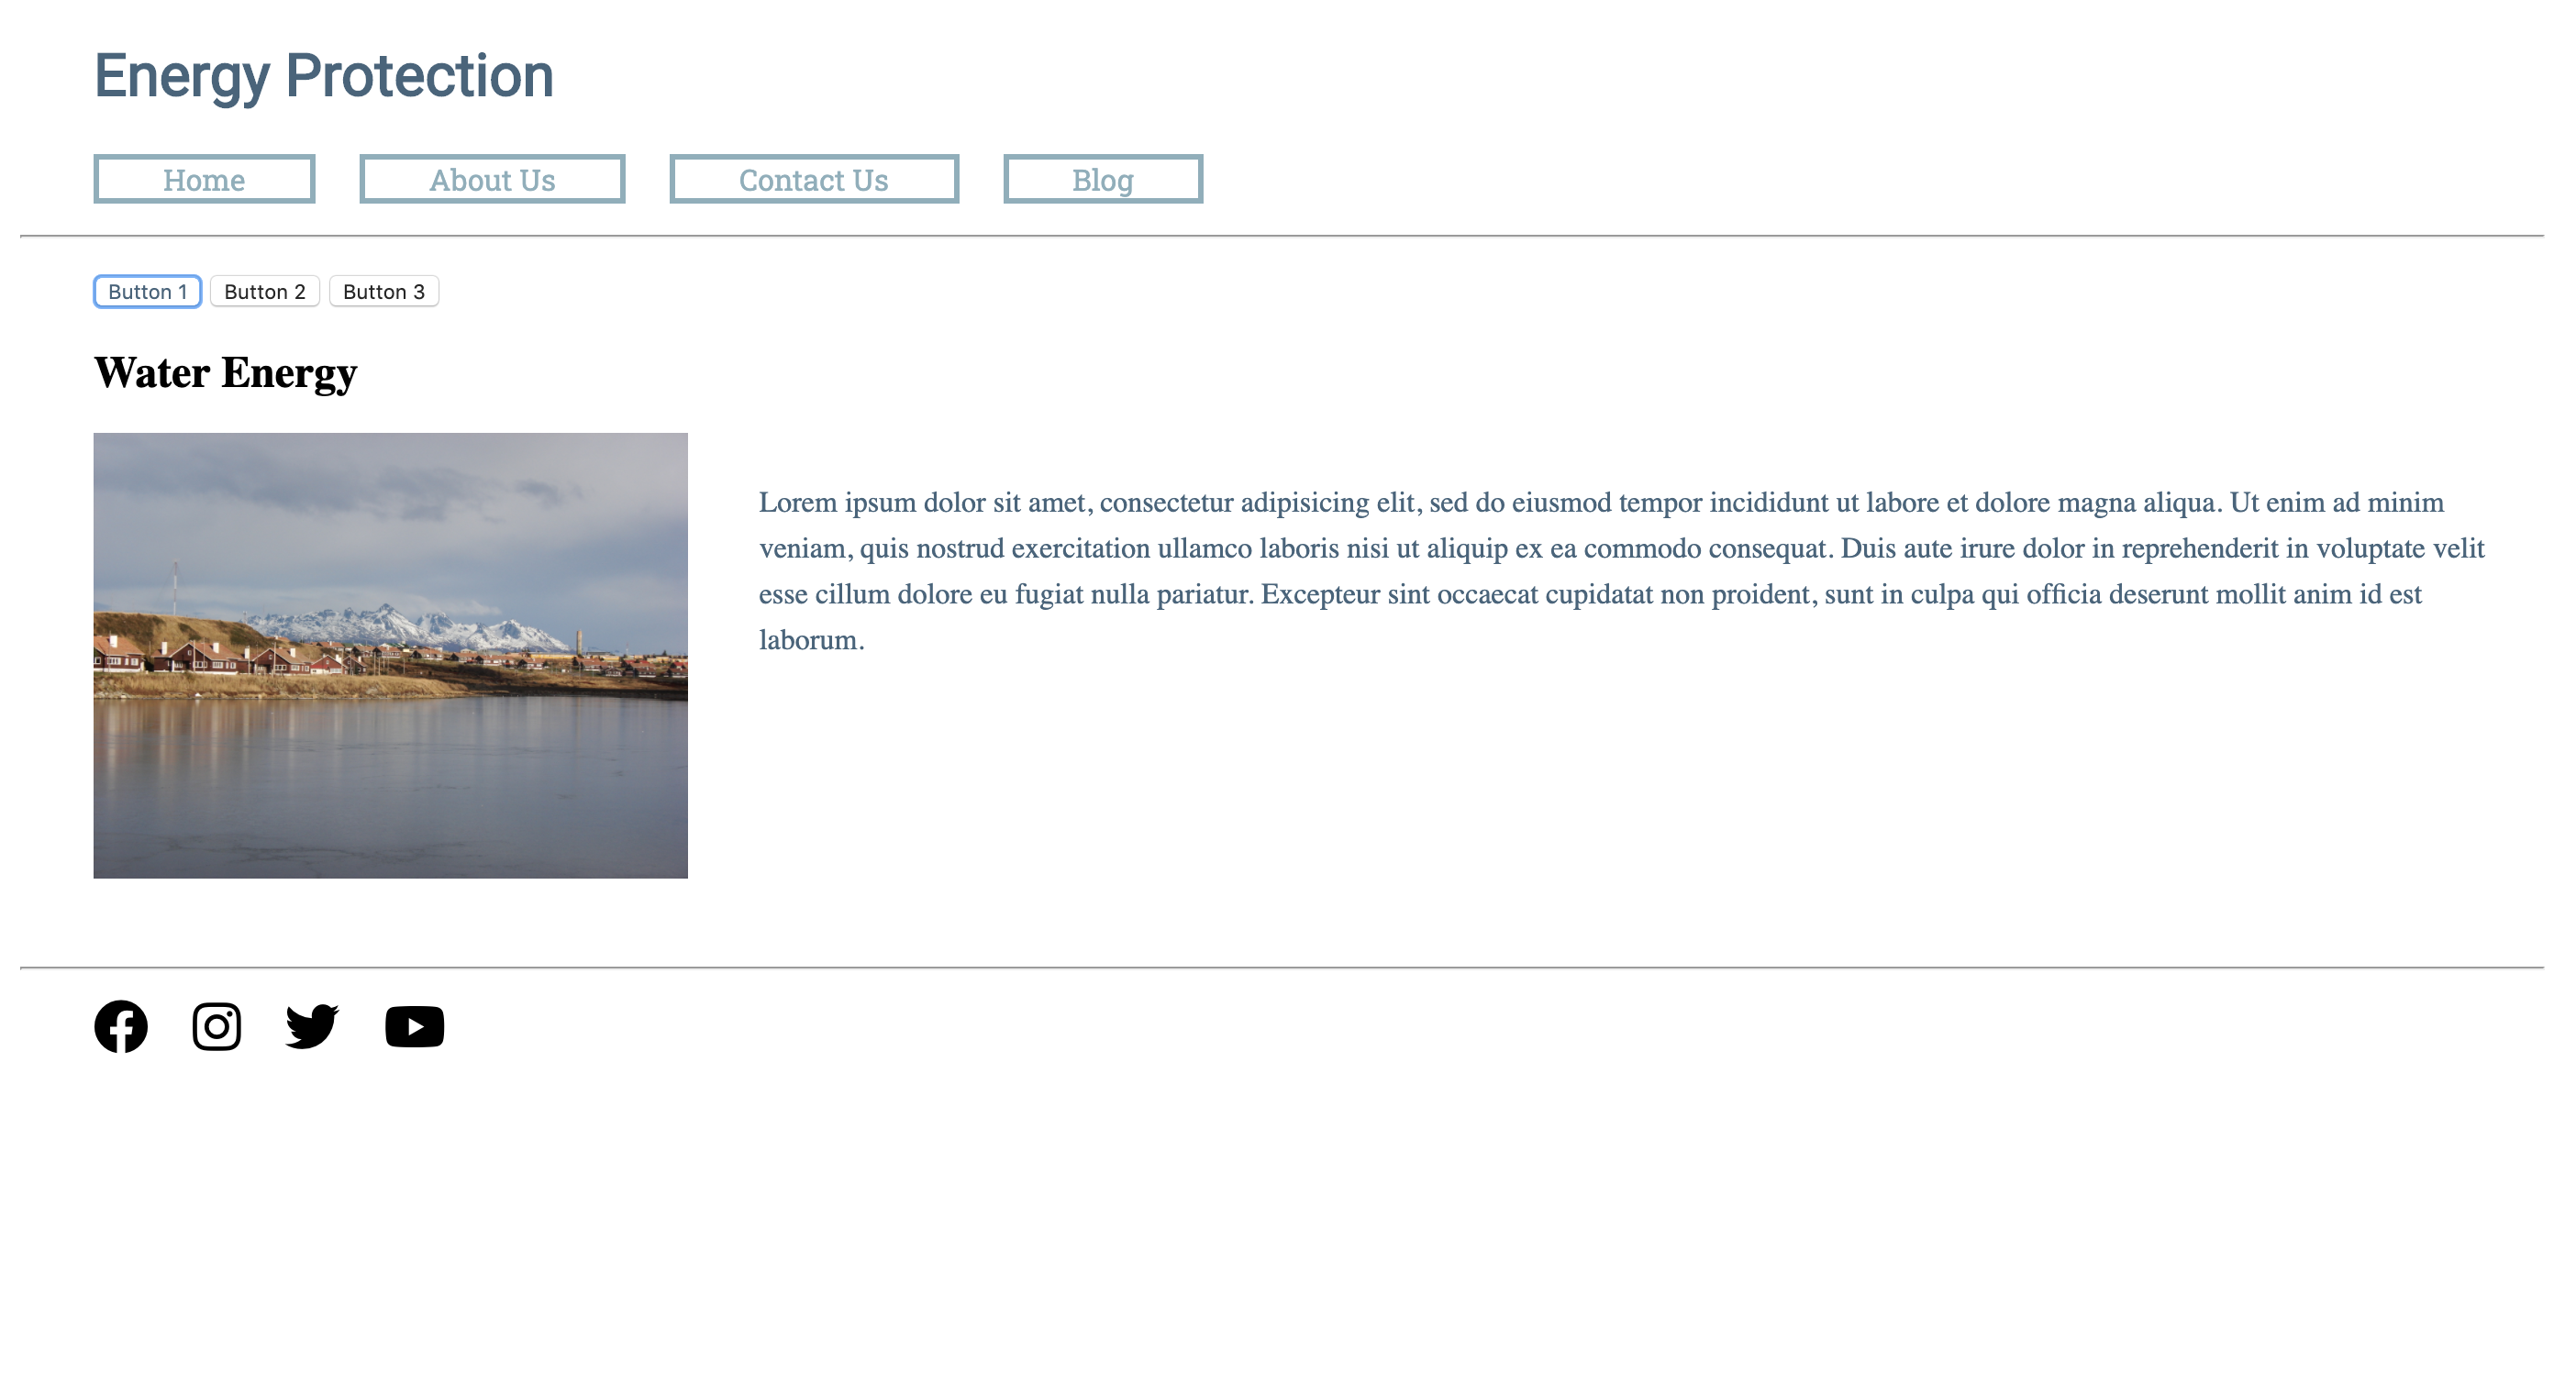 Energy Protection
Home About Us Contact Us Blog
Button 1 Button 2 Button 3
Water Energy
Lorem ipsum dolor sit amet, consectetur adipisicing elit, sed do eiusmod tempor incididunt ut labore et dolore magna aliqua. Ut enim ad minim
veniam, quis nostrud exercitation ullamco laboris nisi ut aliquip ex ea commodo consequat. Duis aute irure dolor in reprehenderit in voluptate velit
esse cillum dolore eu fugiat nulla pariatur. Excepteur sint occaecat cupidatat non proident, sunt in culpa qui officia deserunt mollit anim id est
laborum.